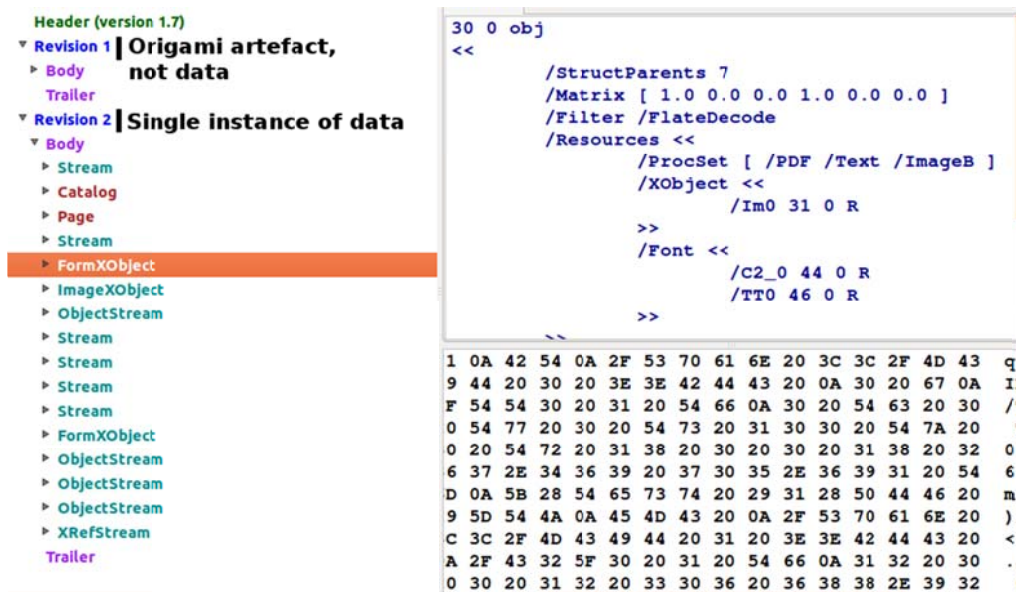 Header (version 1.7)
Revision 1 Origami artefact,
Body not data
Trailer
Revision 2 Single instance of data
Body
Stream
Catalog
Page
Stream
FormXObject
ImageXObject
ObjectStream
Stream
Stream
Stream
Stream
FormXObject
ObjectStream
ObjectStream
ObjectStream
XRefStream
Trailer
30 0 obj
<<
/StructParents 7
/Matrix [ 1.0 0.0 0.0 1.0 0.0 0.0 ]
/Filter /FlateDecode
/Resources <<
/ProcSet [ /PDF /Text /ImageB ]
/XObject <<
/Im0 31 0 R
>>
/Font <<
/C2_0 44 0 R
/TT0 46 0 R
>>
1 0A 42 54 0A 2F 53 70 61 6E 20 3C 3C 2F 4D 43 q
9 44 20 30 20 3E 3E 42 44 43 20 0A 30 20 67 0A
F 54 54 30 20 31 20 54 66 0A 30 20 54 63 20 30 /
0 54 77 20 30 20 54 73 20 31 30 30 20 54 7A 20
0 20 54 72 20 31 38 20 30 20 30 20 31 38 20 32 0
6 37 2E 34 36 39 20 37 30 35 2E 36 39 31 20 54 6
D 0A 5B 28 54 65 73 74 20 29 31 28 50 44 46 20 m
9 5D 54 4A 0A 45 4D 43 20 0A 2F 53 70 61 6E 20 )
C 3C 2F 4D 43 49 44 20 31 20 3E 3E 42 44 43 20 <
A 2F 43 32 5F 30 20 31 20 54 66 0A 31 32 20 30 .
0 30 20 31 32 20 33 30 36 20 36 38 38 2E 39 32